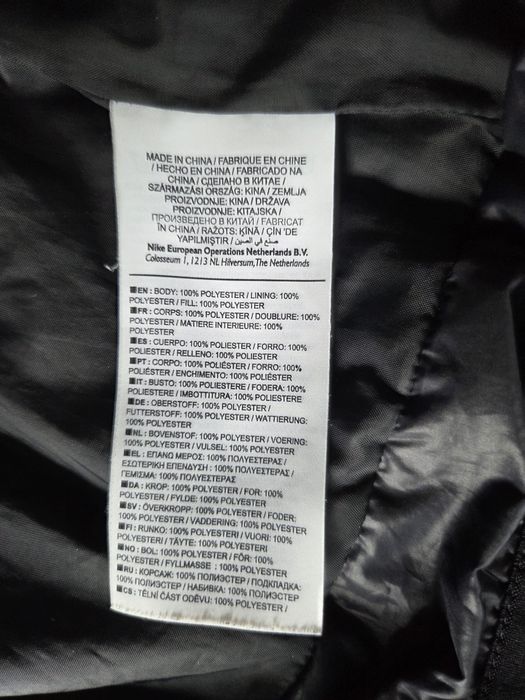 MADE IN CHINA / FABRIQUE EN CHINE
/ HECHO EN CHINA / FABRICADO NA
CHINA / СДЕЛАНО В КИТАЕ /
SZÁRMAZÁSI ORSZÁG: KINA / ZEMLJA
PROIZVODNJE: KINA / DRŽAVA
PROIZVODNJE: KITAJSKA /
ПРОИЗВЕДЕНО В КИТАЙ / FABRICAT
ÎN CHINA / RAŽOTS: ĶĪNĀ / ÇİN 'DE
YAPILMIŞTIR / صنع في الصين
Nike European Operations Netherlands B.V.
Colosseum 1, 1213 NL Hilversum, The Netherlands
EN : BODY: 100% POLYESTER / LINING: 100%
POLYESTER / FILL: 100% POLYESTER
FR : CORPS: 100% POLYESTER / DOUBLURE: 100%
POLYESTER / MATIERE INTERIEURE: 100%
POLYESTER
ES : CUERPO: 100% POLIESTER / FORRO: 100%
POLIESTER / RELLENO: 100% POLIESTER
PT : CORPO: 100% POLIÉSTER / FORRO: 100%
POLIÉSTER / ENCHIMENTO: 100% POLIÉSTER
IT : BUSTO: 100% POLIESTERE / FODERA: 100%
POLIESTERE / IMBOTTITURA: 100% POLIESTERE
DE : OBERSTOFF: 100% POLYESTER /
FUTTERSTOFF: 100% POLYESTER / WATTIERUNG:
100% POLYESTER
NL : BOVENSTOF: 100% POLYESTER / VOERING:
100% POLYESTER / VULSEL: 100% POLYESTER
EL : ΕΠΑΝΩ ΜΕΡΟΣ: 100% ΠΟΛΥΕΣΤΕΡΑΣ /
ΕΣΩΤΕΡΙΚΗ ΕΠΕΝΔΥΣΗ : 100% ΠΟΛΥΕΣΤΕΡΑΣ /
ΓΕΜΙΣΜΑ: 100% ΠΟΛΥΕΣΤΕΡΑΣ
DA : KROP: 100% POLYESTER / FOR: 100%
POLYESTER / FYLDE: 100% POLYESTER
SV : ÖVERKROPP: 100% POLYESTER / FODER:
100% POLYESTER / VADDERING: 100% POLYESTER
FI : RUNKO: 100% POLYESTERI / VUORI: 100%
POLYESTERI / TÄYTE: 100% POLYESTERI
NO : BOL: 100% POLYESTER / FOR: 100%
POLYESTER / FYLLMASSE : 100% POLYESTER
RU : КОРСАЖ: 100% ПОЛИЭСТЕР / ПОДКЛАДКА:
100% ПОЛИЭСТЕР / НАБИВКА: 100% ПОЛИЭСТЕР
CS : TĚLNÍ ČÁST ODĚVU: 100% POLYESTER /